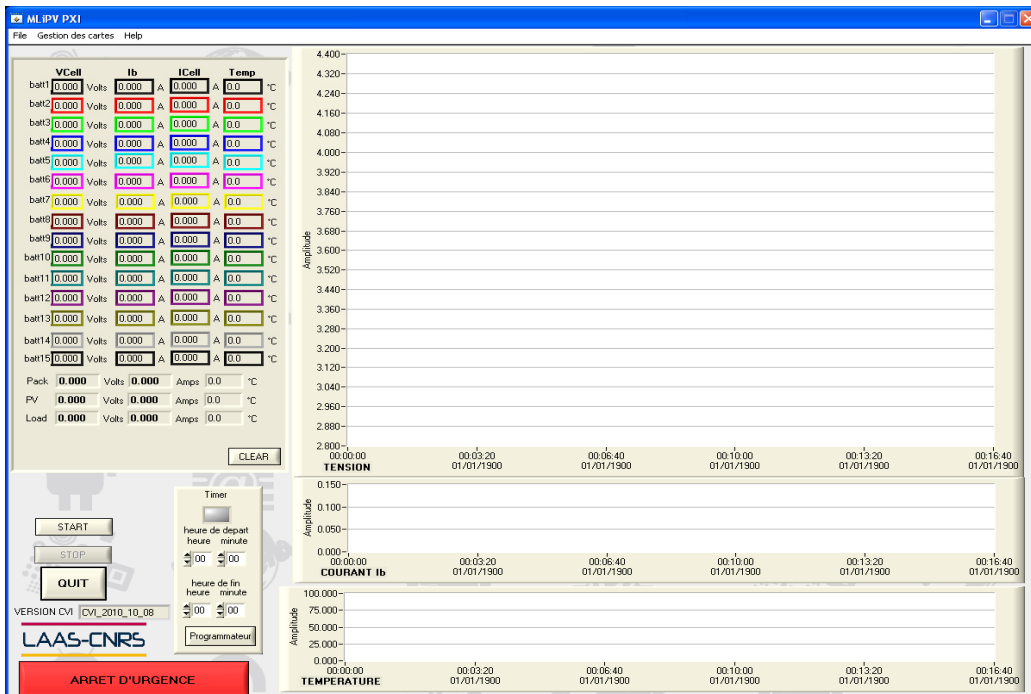 MLiPV PXI
File Gestion des cartes Help
VCell Ib ICell Temp
batt1 0.000 Volts 0.000 A 0.000 A 0.0 °C
batt2 0.000 Volts 0.000 A 0.000 A 0.0 °C
batt3 0.000 Volts 0.000 A 0.000 A 0.0 °C
batt4 0.000 Volts 0.000 A 0.000 A 0.0 °C
batt5 0.000 Volts 0.000 A 0.000 A 0.0 °C
batt6 0.000 Volts 0.000 A 0.000 A 0.0 °C
batt7 0.000 Volts 0.000 A 0.000 A 0.0 °C
batt8 0.000 Volts 0.000 A 0.000 A 0.0 °C
batt9 0.000 Volts 0.000 A 0.000 A 0.0 °C
batt10 0.000 Volts 0.000 A 0.000 A 0.0 °C
batt11 0.000 Volts 0.000 A 0.000 A 0.0 °C
batt12 0.000 Volts 0.000 A 0.000 A 0.0 °C
batt13 0.000 Volts 0.000 A 0.000 A 0.0 °C
batt14 0.000 Volts 0.000 A 0.000 A 0.0 °C
batt15 0.000 Volts 0.000 A 0.000 A 0.0 °C
Pack 0.000 Volts 0.000 Amps 0.0 °C
PV 0.000 Volts 0.000 Amps 0.0 °C
Load 0.000 Volts 0.000 Amps 0.0 °C
CLEAR
START
STOP
QUIT
VERSION CVI CVI_2010_10_08
LAAS-CNRS
ARRET D'URGENCE
Timer
heure de depart
heure minute
00 00
heure de fin
heure minute
00 00
Programmateur
Amplitude
4.400
4.320
4.240
4.160
4.080
4.000
3.920
3.840
3.760
3.680
3.600
3.520
3.440
3.360
3.280
3.200
3.120
3.040
2.960
2.880
2.800
00:00:00 00:03:20 00:06:40 00:10:00 00:13:20 00:16:40
TENSION 01/01/1900 01/01/1900 01/01/1900 01/01/1900 01/01/1900
Amplitude
0.150
0.100
0.050
0.000
00:00:00 00:03:20 00:06:40 00:10:00 00:13:20 00:16:40
COURANT Ib 01/01/1900 01/01/1900 01/01/1900 01/01/1900 01/01/1900
Amplitude
100.000
75.000
50.000
25.000
0.000
00:00:00 00:03:20 00:06:40 00:10:00 00:13:20 00:16:40
TEMPERATURE 01/01/1900 01/01/1900 01/01/1900 01/01/1900 01/01/1900